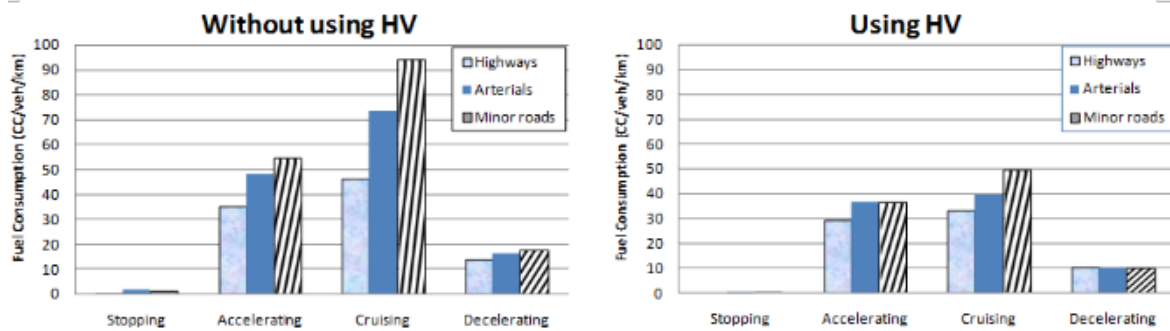 Without using HV
Fuel Consumption (CC/veh/km)
100
90
80
70
60
50
40
30
20
10
0
Highways
Arterials
Minor roads
Stopping Accelerating Cruising Decelerating
Using HV
Fuel Consumption (CC/veh/km)
100
90
80
70
60
50
40
30
20
10
0
Highways
Arterials
Minor roads
Stopping Accelerating Cruising Decelerating